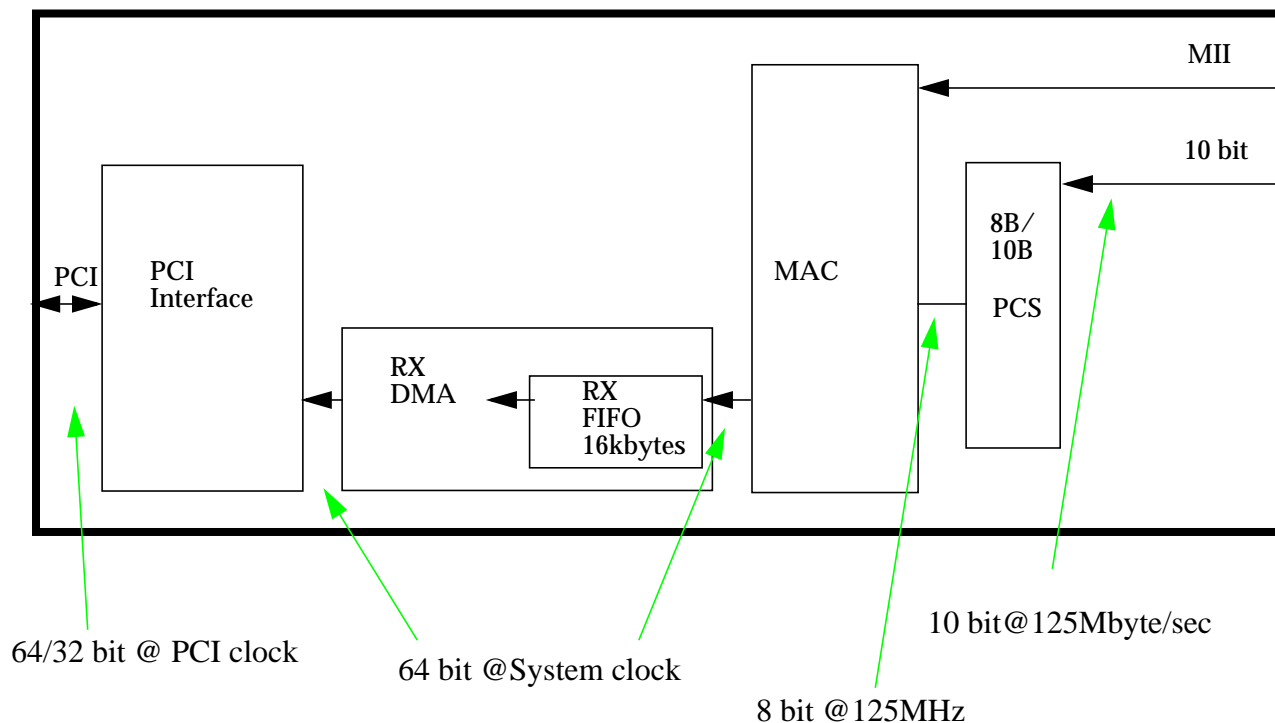 MII
10 bit
8B/
10B
PCS
MAC
PCI
PCI
Interface
RX
DMA
RX
FIFO
16kbytes
10 bit@125Mbyte/sec
64/32 bit @ PCI clock
64 bit @System clock
8 bit @125MHz